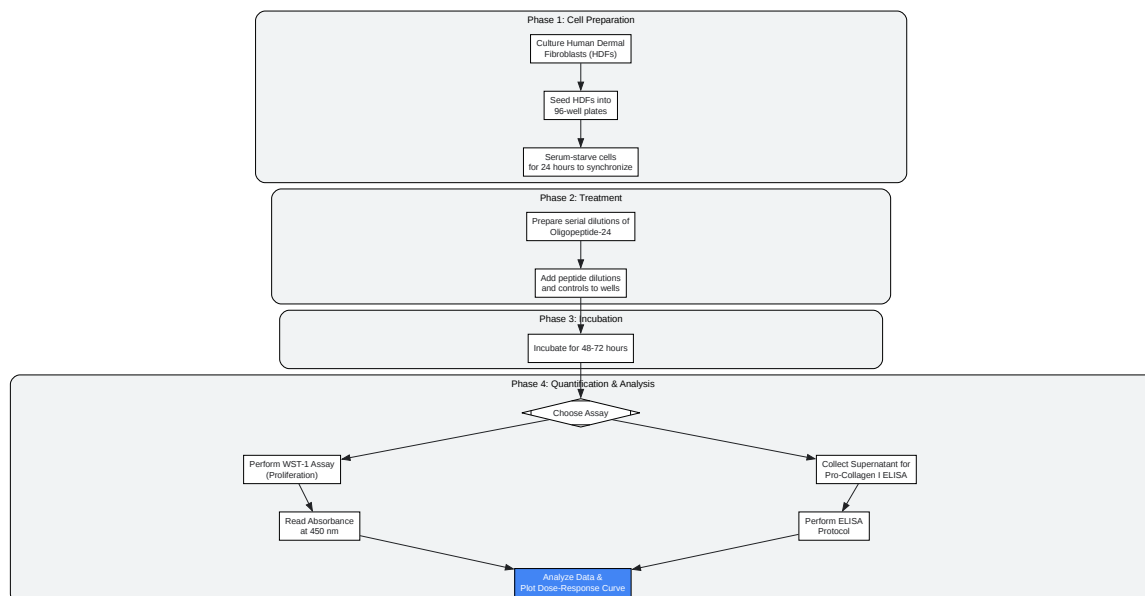 Phase 1: Cell Preparation
Culture Human Dermal
Fibroblasts (HDFs)
Seed HDFs into
96-well plates
Serum-starve cells
for 24 hours to synchronize
Phase 2: Treatment
Prepare serial dilutions of
Oligopeptide-24
Add peptide dilutions
and controls to wells
Phase 3: Incubation
Incubate for 48-72 hours
Phase 4: Quantification & Analysis
Choose Assay
Perform WST-1 Assay
(Proliferation)
Collect Supernatant for
Pro-Collagen I ELISA
Read Absorbance
at 450 nm
Perform ELISA
Protocol
Analyze Data &
Plot Dose-Response Curve